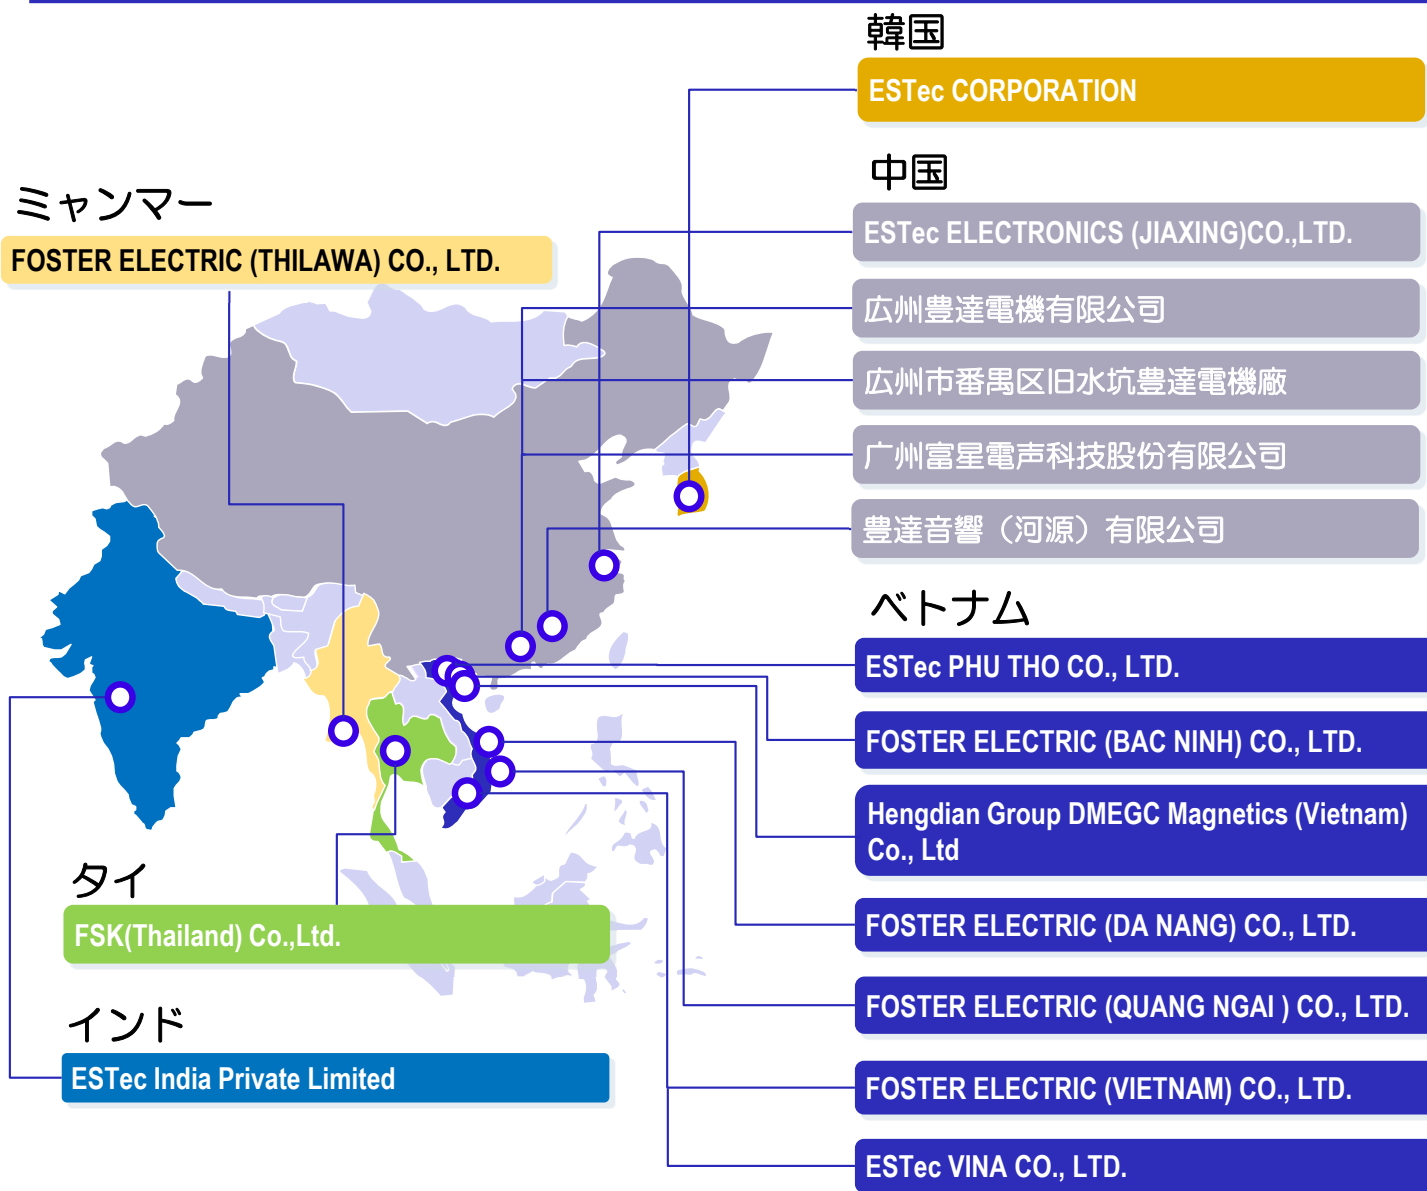 韓国
ESTec CORPORATION
中国
ESTec ELECTRONICS (JIAXING)CO.,LTD.
広州豊達電機有限公司
広州市番禺区旧水坑豊達電機廠
广州富星電声科技股份有限公司
豊達音響（河源）有限公司
ベトナム
ESTec PHU THO CO., LTD.
FOSTER ELECTRIC (BAC NINH) CO., LTD.
Hengdian Group DMEGC Magnetics (Vietnam)
Co., Ltd
FOSTER ELECTRIC (DA NANG) CO., LTD.
FOSTER ELECTRIC (QUANG NGAI ) CO., LTD.
FOSTER ELECTRIC (VIETNAM) CO., LTD.
ESTec VINA CO., LTD.
ミャンマー
FOSTER ELECTRIC (THILAWA) CO., LTD.
タイ
FSK(Thailand) Co.,Ltd.
インド
ESTec India Private Limited